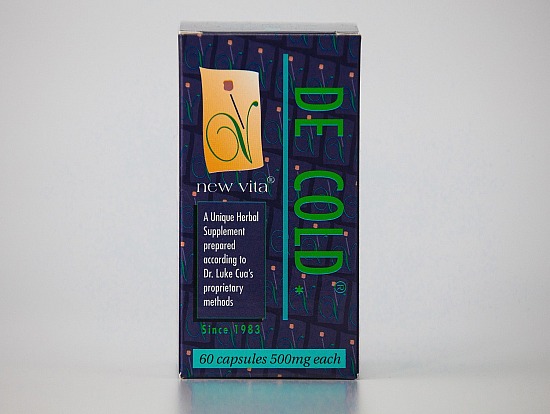 new vita®
A Unique Herbal
Supplement
prepared
according to
Dr. Luke Cua's
proprietary
methods
Since 1983
DE COLD®*
60 capsules 500mg each